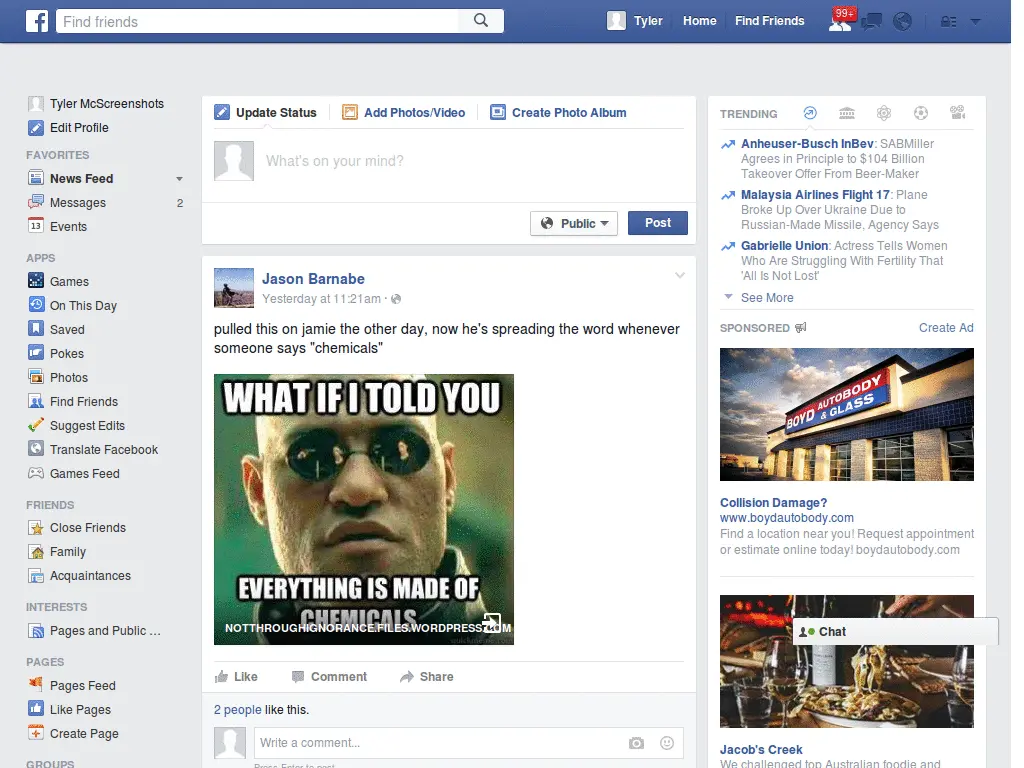 f
Find friends
Tyler
Home
Find Friends
99+
Tyler McScreenshots
Edit Profile
FAVORITES
News Feed
Messages
2
13
Events
APPS
Games
On This Day
Saved
Pokes
Photos
Find Friends
Suggest Edits
Translate Facebook
Games Feed
FRIENDS
Close Friends
Family
Acquaintances
INTERESTS
Pages and Public ...
PAGES
Pages Feed
Like Pages
Create Page
GROUPS
Update Status
Add Photos/Video
Create Photo Album
What's on your mind?
Public
Post
Jason Barnabe
Yesterday at 11:21am ·
pulled this on jamie the other day, now he's spreading the word whenever
someone says "chemicals"
WHAT IF I TOLD YOU
EVERYTHING IS MADE OF
CHEMICALS
NOTTHROUGHIGNORANCE.FILES.WORDPRESS.COM
quickmeme.com
Like
Comment
Share
2 people like this.
Write a comment...
Press Enter to post.
TRENDING
Anheuser-Busch InBev: SABMiller
Agrees in Principle to $104 Billion
Takeover Offer From Beer-Maker
Malaysia Airlines Flight 17: Plane
Broke Up Over Ukraine Due to
Russian-Made Missile, Agency Says
Gabrielle Union: Actress Tells Women
Who Are Struggling With Fertility That
'All Is Not Lost'
See More
SPONSORED
Create Ad
BOYD AUTOBODY
& GLASS
Collision Damage?
www.boydautobody.com
Find a location near you! Request appointment
or estimate online today! boydautobody.com
Chat
Jacob's Creek
We challenged top Australian foodie and